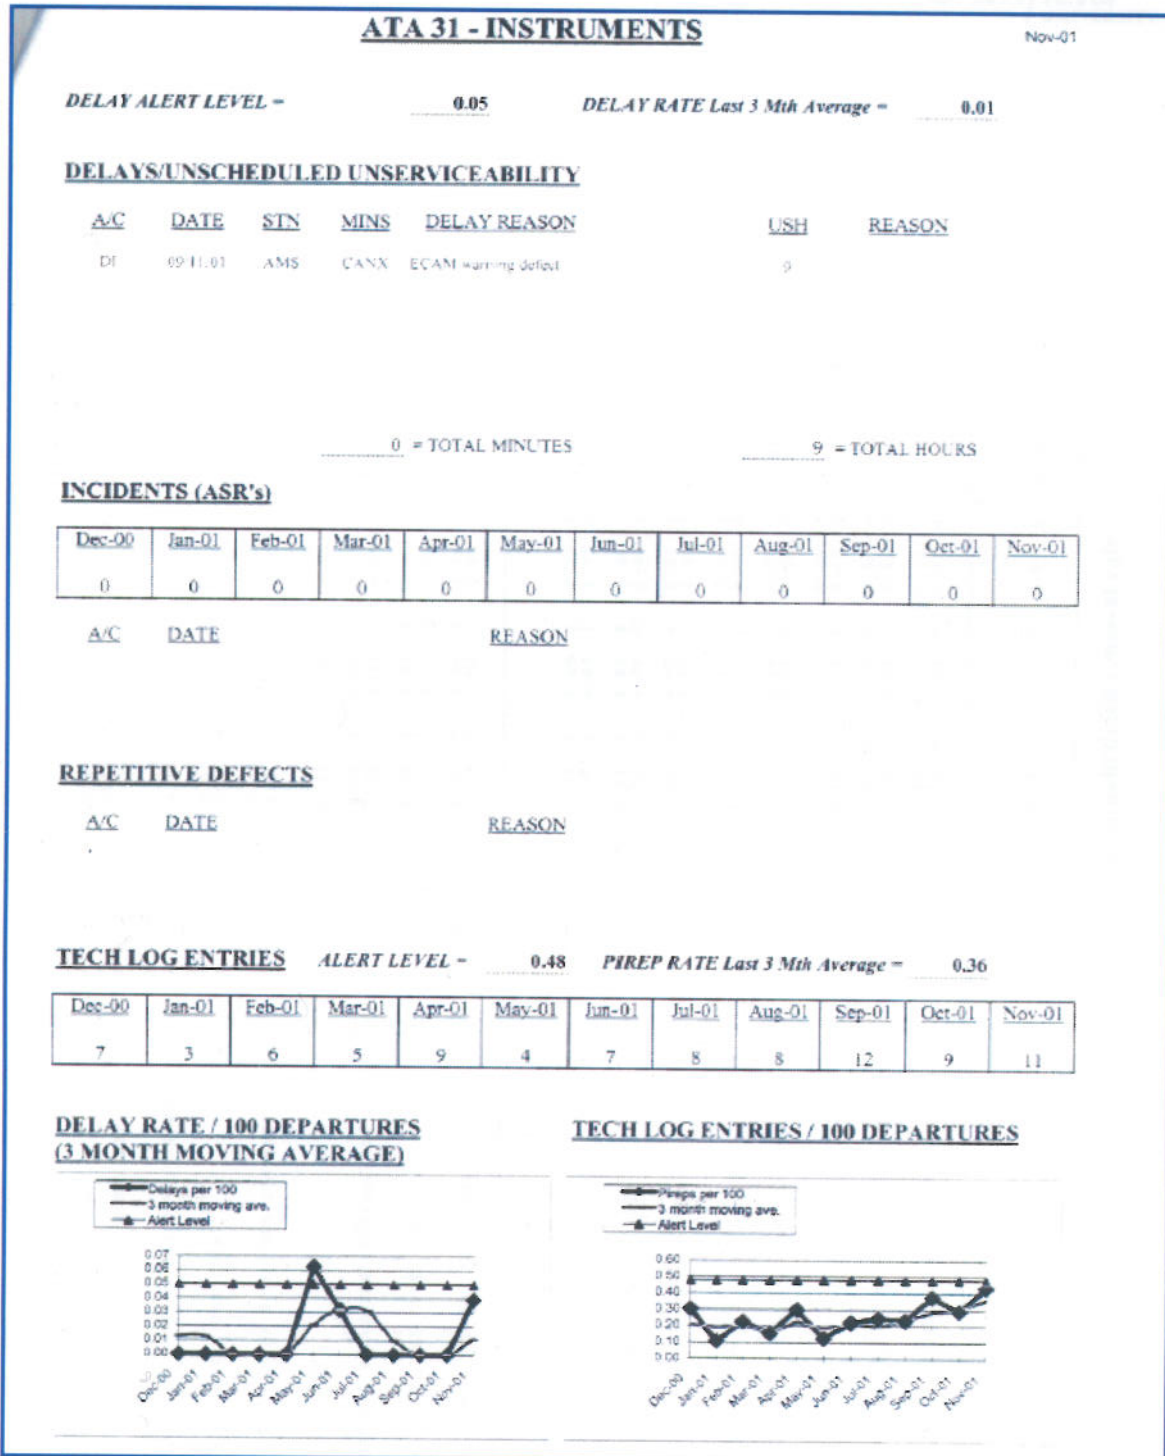 ATA 31 - INSTRUMENTS
Nov-01
DELAY ALERT LEVEL = 0.05 DELAY RATE Last 3 Mth Average = 0.01
DELAYS/UNSCHEDULED UNSERVICEABILITY
A/C DATE STN MINS DELAY REASON USH REASON
DI 09.11.01 AMS CANX ECAM warning defect 9
0 = TOTAL MINUTES 9 = TOTAL HOURS
INCIDENTS (ASR's)
Dec-00 Jan-01 Feb-01 Mar-01 Apr-01 May-01 Jun-01 Jul-01 Aug-01 Sep-01 Oct-01 Nov-01
0 0 0 0 0 0 0 0 0 0 0 0
A/C DATE REASON
REPETITIVE DEFECTS
A/C DATE REASON
TECH LOG ENTRIES ALERT LEVEL = 0.48 PIREP RATE Last 3 Mth Average = 0.36
Dec-00 Jan-01 Feb-01 Mar-01 Apr-01 May-01 Jun-01 Jul-01 Aug-01 Sep-01 Oct-01 Nov-01
7 3 6 5 9 4 7 8 8 12 9 11
DELAY RATE / 100 DEPARTURES
(3 MONTH MOVING AVERAGE)
Delays per 100
3 month moving ave.
Alert Level
0.07
0.06
0.05
0.04
0.03
0.02
0.01
0.00
Dec-00 Jan-01 Feb-01 Mar-01 Apr-01 May-01 Jun-01 Jul-01 Aug-01 Sep-01 Oct-01 Nov-01
TECH LOG ENTRIES / 100 DEPARTURES
Pireps per 100
3 month moving ave.
Alert Level
0.60
0.50
0.40
0.30
0.20
0.10
0.00
Dec-00 Jan-01 Feb-01 Mar-01 Apr-01 May-01 Jun-01 Jul-01 Aug-01 Sep-01 Oct-01 Nov-01